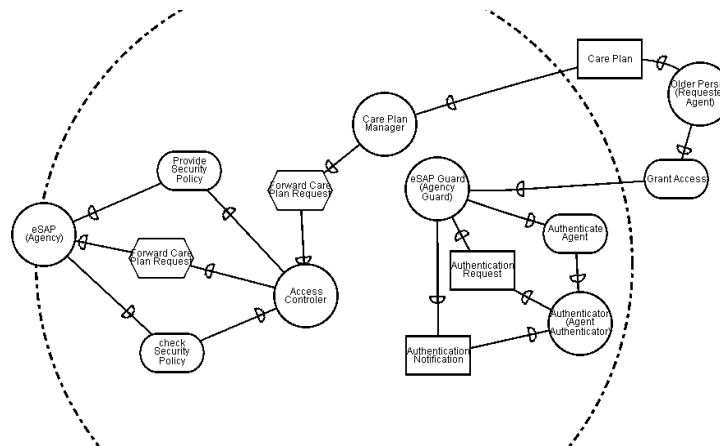 Care Plan
Older Perso
(Requeste
Agent)
Care Plan
Manager
Provide
Security
Policy
Forward Care
Plan Request
eSAP Guard
(Agency
Guard)
Grant Access
eSAP
(Agency)
Forward Care
Plan Request
Authenticate
Agent
Authentication
Request
Access
Controler
Authenticator
(Agent
Authenticator)
check
Security
Policy
Authentication
Notification